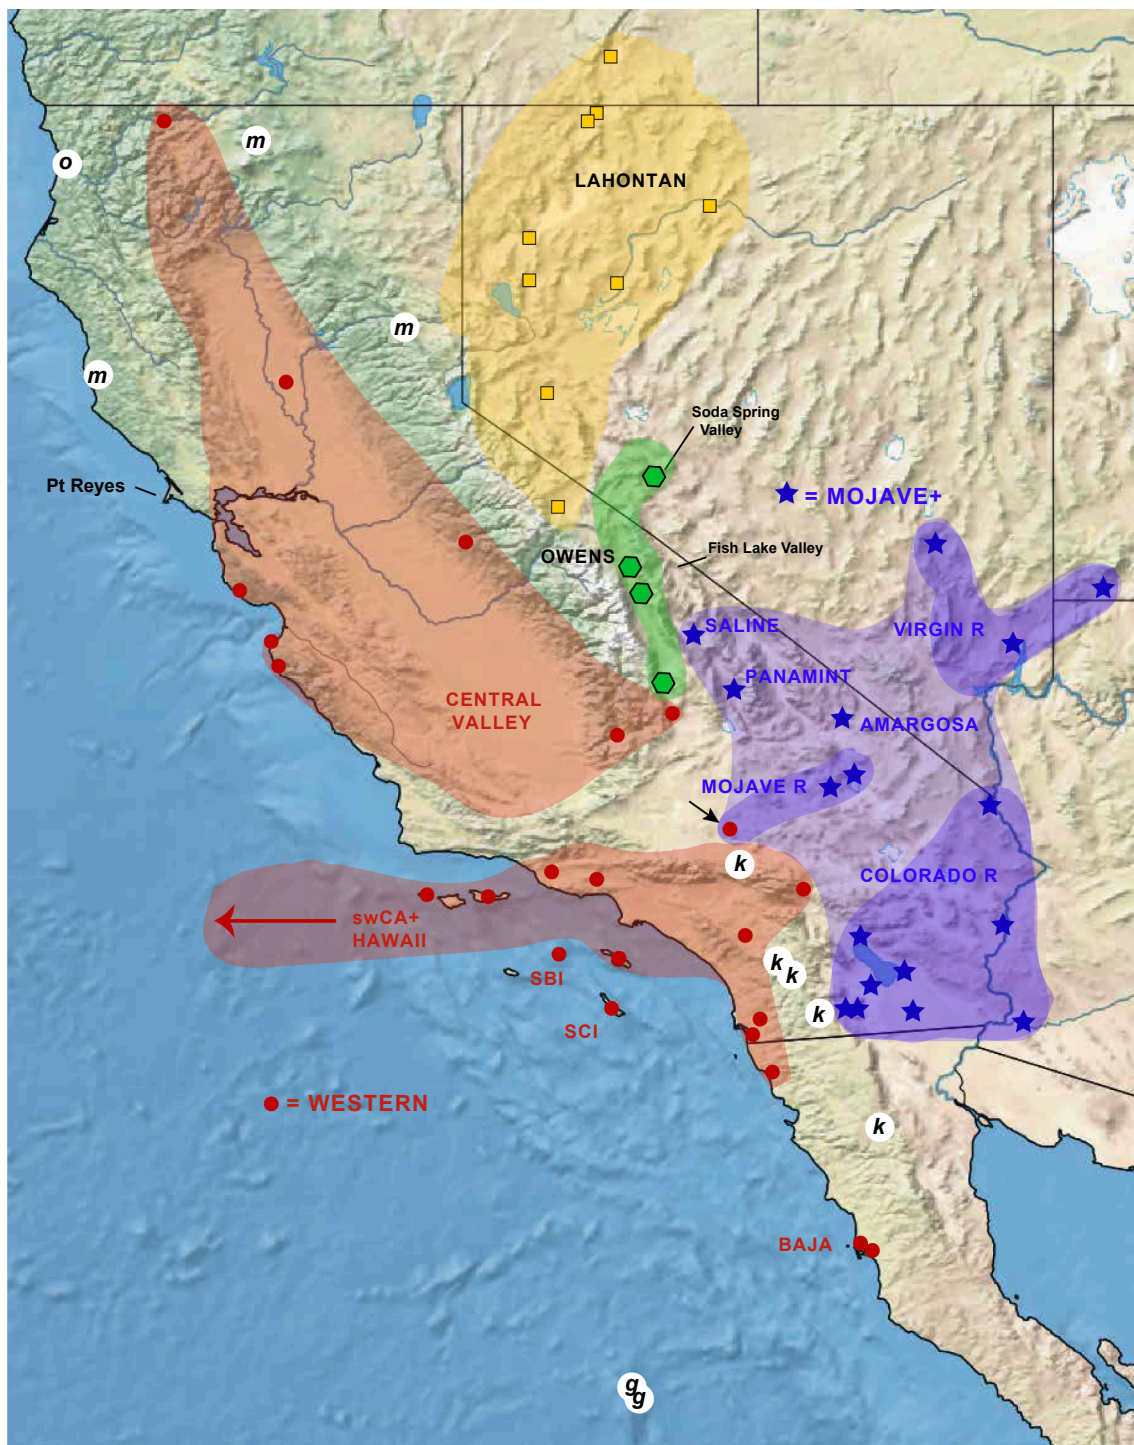 m
o
LAHONTAN
m
m
Soda Spring
Valley
Pt Reyes
= MOJAVE+
OWENS
Fish Lake Valley
SALINE
VIRGIN R
PANAMINT
CENTRAL
VALLEY
AMARGOSA
MOJAVE R
k
COLORADO R
swCA+
HAWAII
k
k
SBI
k
SCI
= WESTERN
k
BAJA
g
g